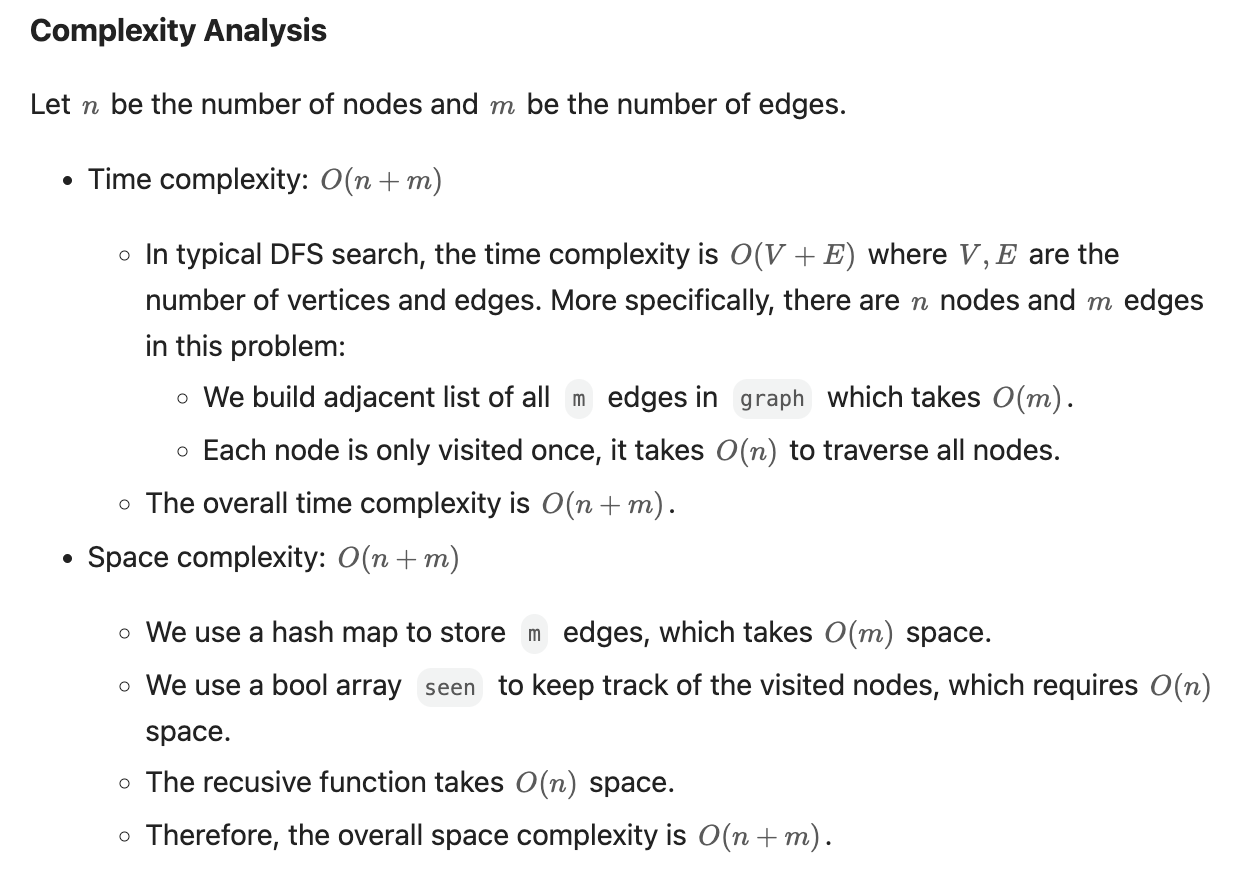 Complexity Analysis
Let n be the number of nodes and m be the number of edges.
• Time complexity: O(n + m)
◦ In typical DFS search, the time complexity is O(V + E) where V, E are the
number of vertices and edges. More specifically, there are n nodes and m edges
in this problem:
◦ We build adjacent list of all m edges in graph which takes O(m).
◦ Each node is only visited once, it takes O(n) to traverse all nodes.
◦ The overall time complexity is O(n + m).
• Space complexity: O(n + m)
◦ We use a hash map to store m edges, which takes O(m) space.
◦ We use a bool array seen to keep track of the visited nodes, which requires O(n)
space.
◦ The recusive function takes O(n) space.
◦ Therefore, the overall space complexity is O(n + m).